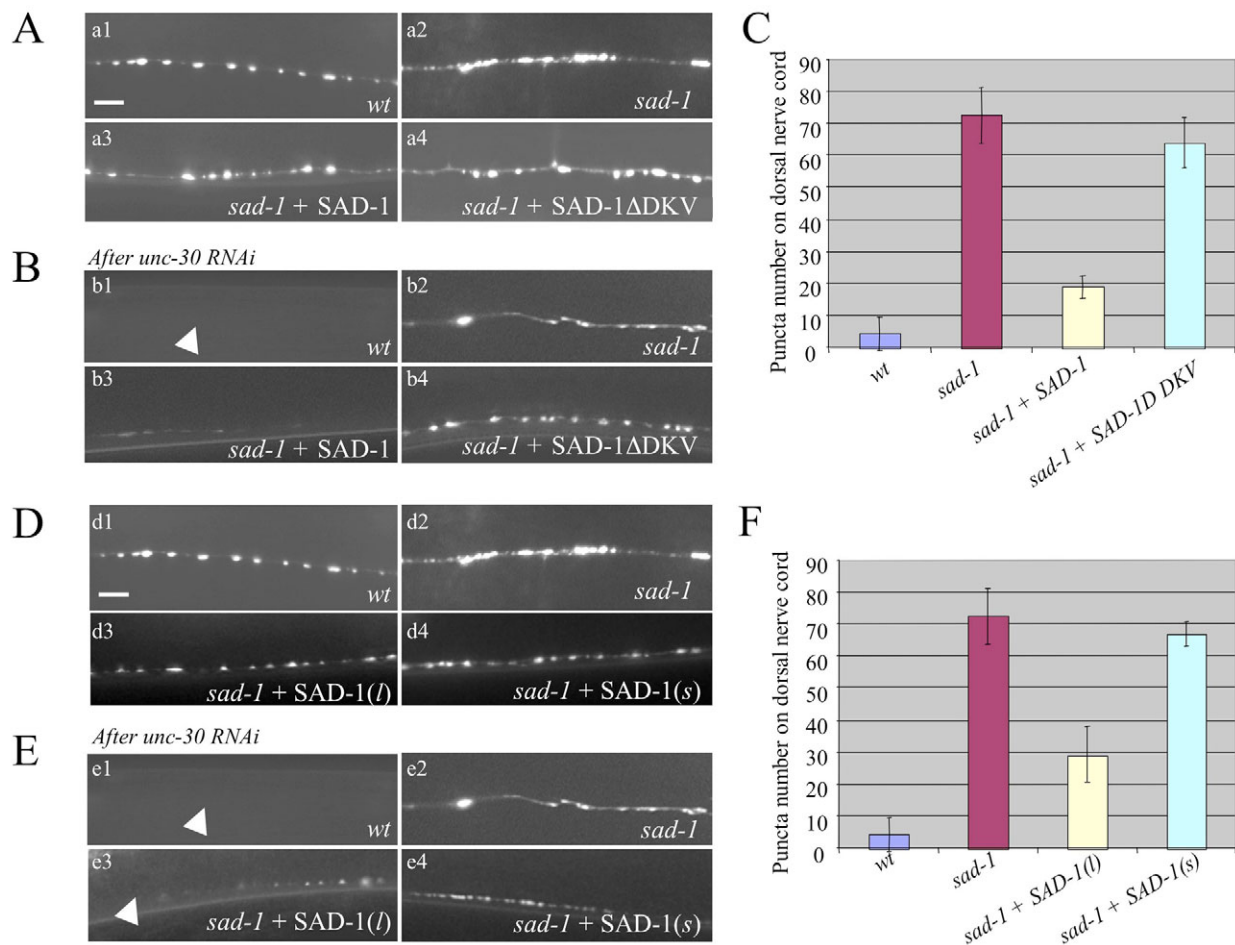 A
a1
wt
a2
sad-1
a3
sad-1 + SAD-1
a4
sad-1 + SAD-1ΔDKV
After unc-30 RNAi
B
b1
wt
b2
sad-1
b3
sad-1 + SAD-1
b4
sad-1 + SAD-1ΔDKV
C
Puncta number on dorsal nerve cord
90
80
70
60
50
40
30
20
10
0
wt
sad-1
sad-1 + SAD-1
sad-1 + SAD-1D DKV
D
d1
wt
d2
sad-1
d3
sad-1 + SAD-1(l)
d4
sad-1 + SAD-1(s)
After unc-30 RNAi
E
e1
wt
e2
sad-1
e3
sad-1 + SAD-1(l)
e4
sad-1 + SAD-1(s)
F
Puncta number on dorsal nerve cord
90
80
70
60
50
40
30
20
10
0
wt
sad-1
sad-1 + SAD-1(l)
sad-1 + SAD-1(s)